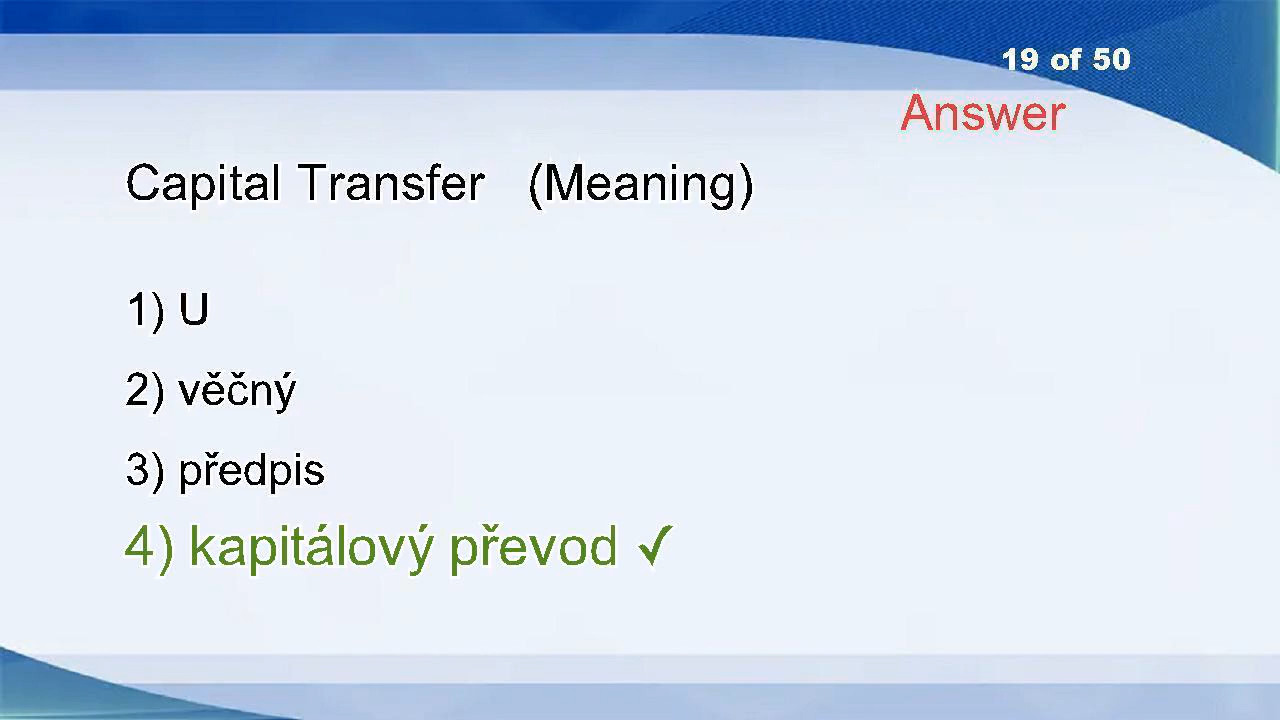 19 of 50
Answer
Capital Transfer (Meaning)
1) U
2) věčný
3) předpis
4) kapitálový převod ✓